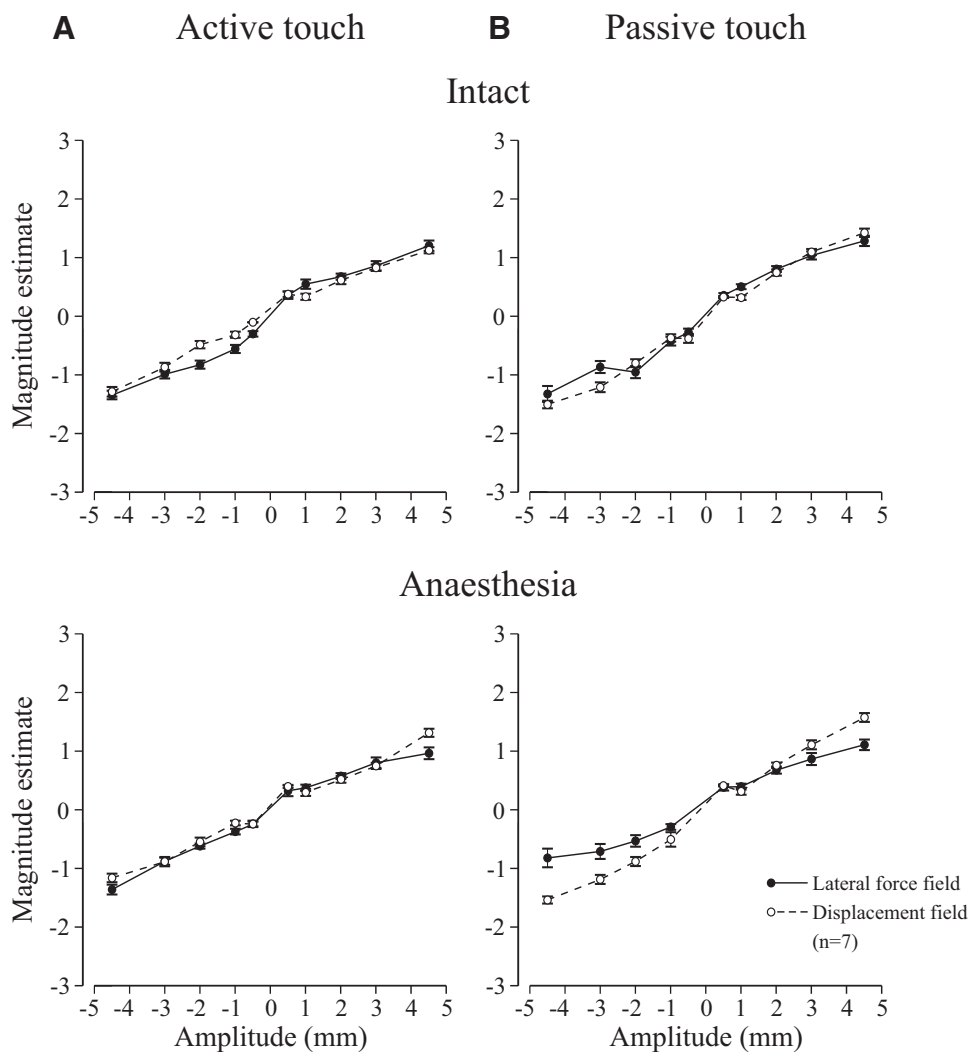 A Active touch
B Passive touch
Intact
3
2
1
0
-1
-2
-3
Magnitude estimate
-5 -4 -3 -2 -1 0 1 2 3 4 5
3
2
1
0
-1
-2
-3
-5 -4 -3 -2 -1 0 1 2 3 4 5
Anaesthesia
3
2
1
0
-1
-2
-3
Magnitude estimate
-5 -4 -3 -2 -1 0 1 2 3 4 5
Amplitude (mm)
3
2
1
0
-1
-2
-3
Lateral force field
Displacement field
(n=7)
-5 -4 -3 -2 -1 0 1 2 3 4 5
Amplitude (mm)